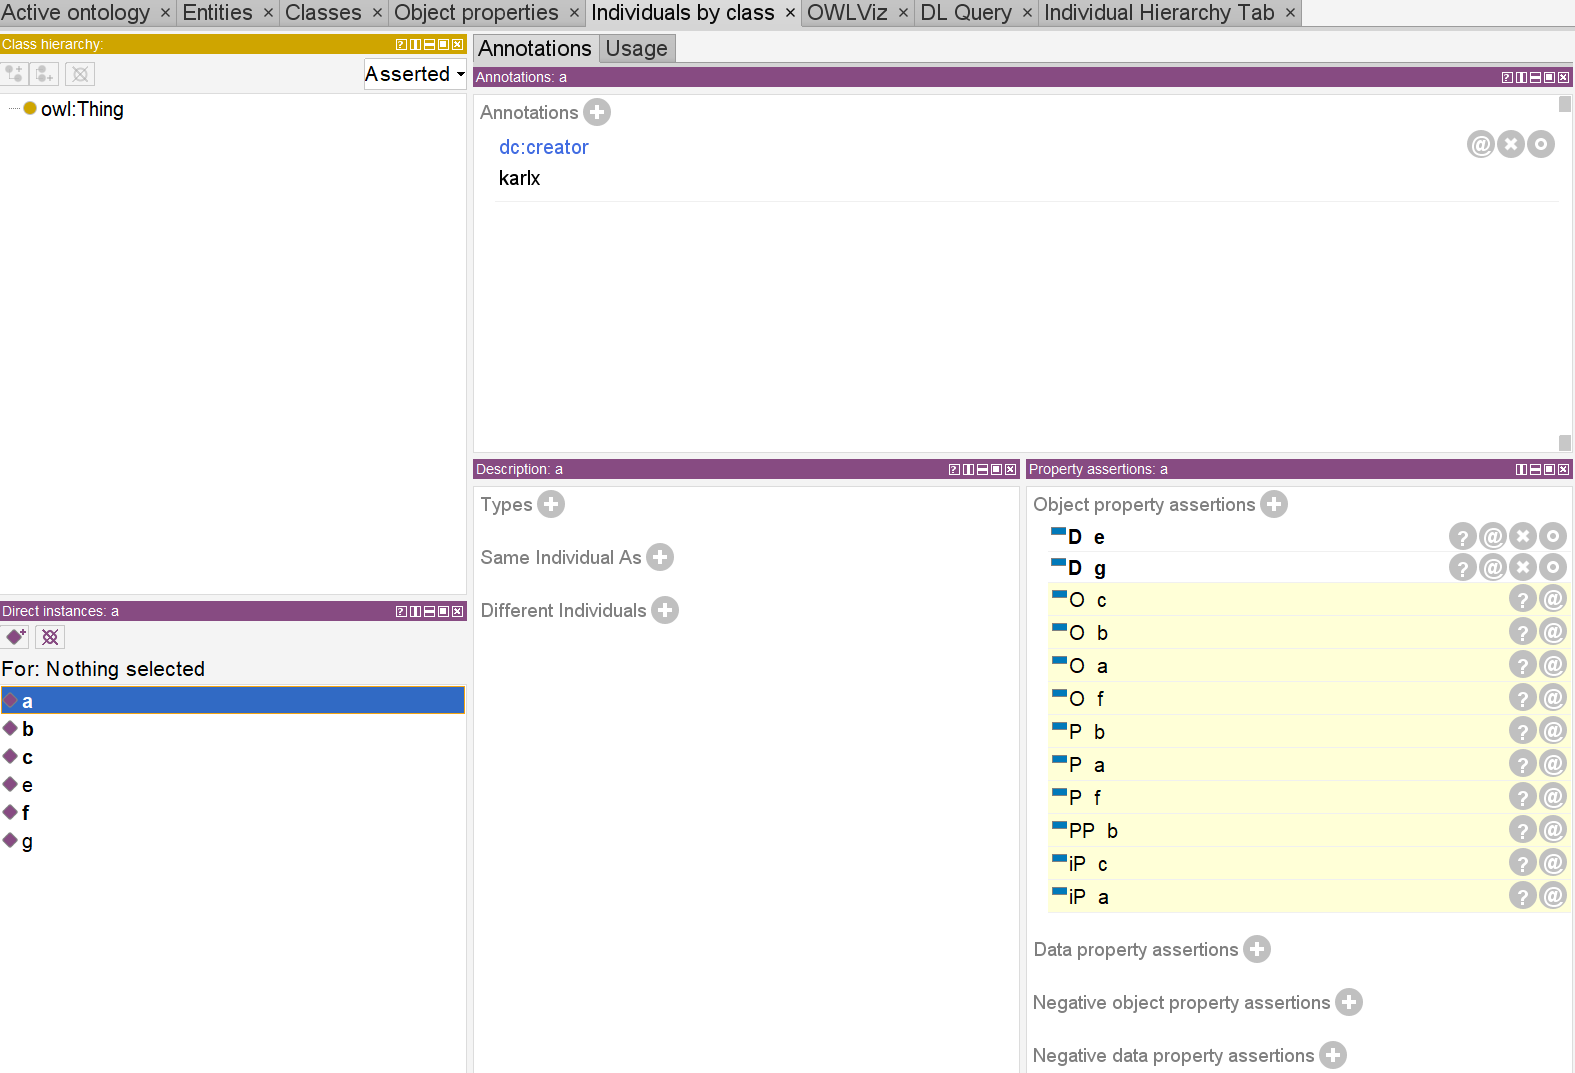 Active ontology × Entities × Classes × Object properties × Individuals by class × OWLViz × DL Query × Individual Hierarchy Tab ×
Class hierarchy:
Asserted
owl:Thing
Annotations Usage
Annotations: a
Annotations
dc:creator
karlx
Direct instances: a
For: Nothing selected
a
b
c
e
f
g
Description: a
Types
Same Individual As
Different Individuals
Property assertions: a
Object property assertions
D e
D g
O c
O b
O a
O f
P b
P a
P f
PP b
iP c
iP a
Data property assertions
Negative object property assertions
Negative data property assertions